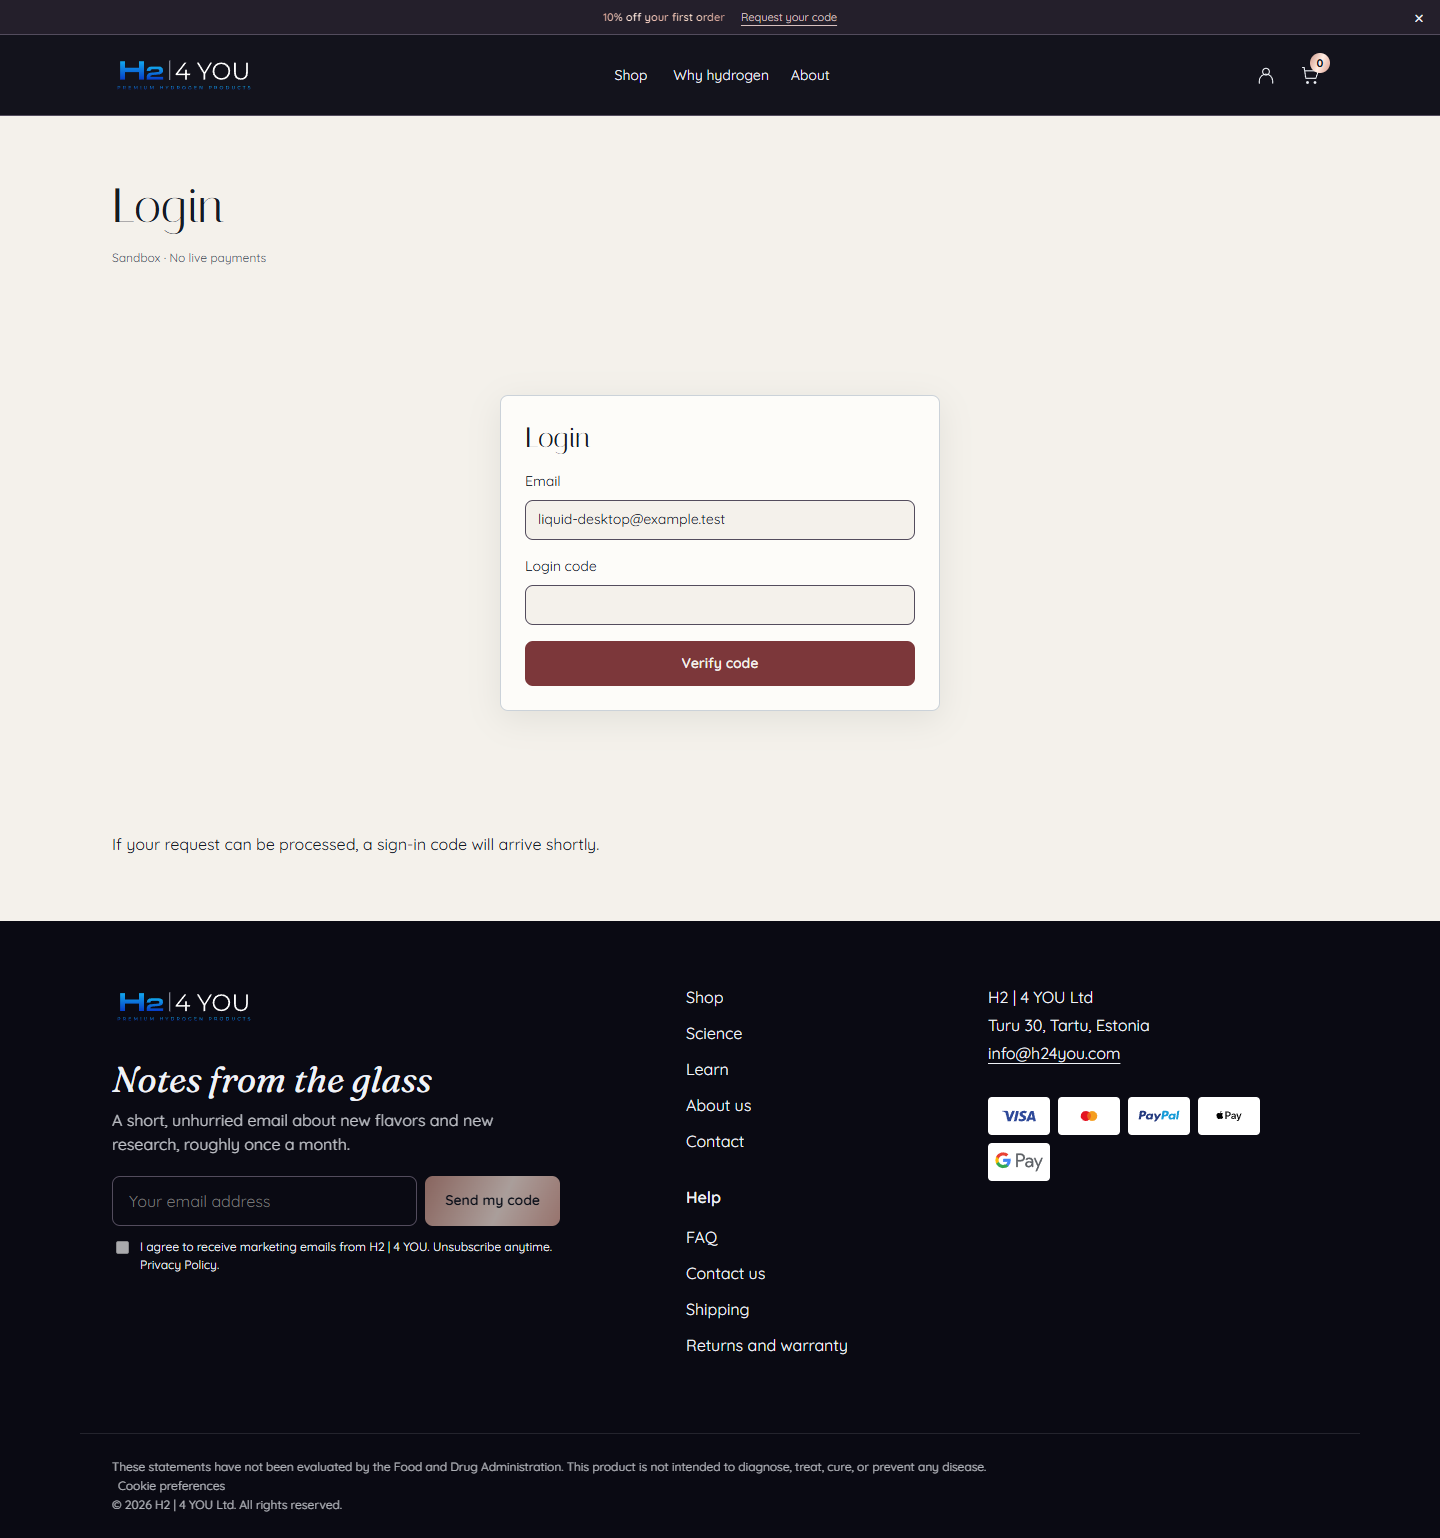 10% off your first order Request your code
H2 | 4 YOU
PREMIUM HYDROGEN PRODUCTS
Shop Why hydrogen About
0
Login
Sandbox · No live payments
Login
Email
liquid-desktop@example.test
Login code
Verify code
If your request can be processed, a sign-in code will arrive shortly.
H2 | 4 YOU
PREMIUM HYDROGEN PRODUCTS
Notes from the glass
A short, unhurried email about new flavors and new
research, roughly once a month.
Your email address
Send my code
I agree to receive marketing emails from H2 | 4 YOU. Unsubscribe anytime.
Privacy Policy.
Shop
Science
Learn
About us
Contact
Help
FAQ
Contact us
Shipping
Returns and warranty
H2 | 4 YOU Ltd
Turu 30, Tartu, Estonia
info@h24you.com
VISA PayPal Pay
G Pay
These statements have not been evaluated by the Food and Drug Administration. This product is not intended to diagnose, treat, cure, or prevent any disease.
Cookie preferences
© 2026 H2 | 4 YOU Ltd. All rights reserved.